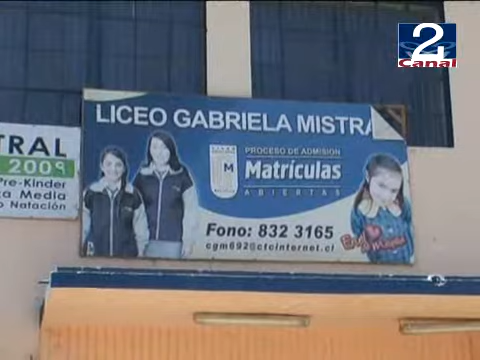 2
Canal
LICEO GABRIELA MISTRA
PROCESO DE ADMISION
Matrículas
ABIERTAS
M
Fono: 832 3165
cgm692@ctcinternet.cl
TRAL
2009
Pre-Kinder
Media
Natación